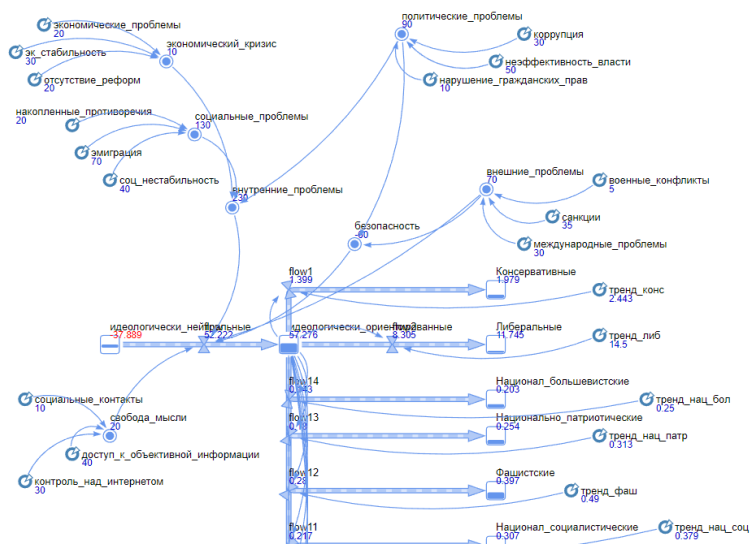 экономические_проблемы
20
эк_стабильность
30
отсутствие_реформ
20
экономический_кризис
10
политические_проблемы
90
коррупция
30
неэффективность_власти
50
нарушение_гражданских_прав
10
накопленные_противоречия
20
социальные_проблемы
130
эмиграция
70
соц_нестабильность
40
внутренние_проблемы
230
внешние_проблемы
70
военные_конфликты
5
санкции
35
международные_проблемы
30
безопасность
-60
flow1
1.399
Консервативные
1.979
тренд_конс
2.443
идеологически_нейтральные
-37.889
52.222
идеологически_ориентированные
57.276
8.305
Либеральные
11.745
тренд_либ
14.5
социальные_контакты
10
свобода_мысли
20
доступ_к_объективной_информации
40
контроль_над_интернетом
30
flow14
0.143
Национал_большевистские
0.203
тренд_нац_бол
0.25
flow13
0.18
Национально_патриотические
0.254
тренд_нац_патр
0.313
flow12
0.28
Фашистские
0.397
тренд_фаш
0.49
flow11
0.217
Национал_социалистические
0.307
тренд_нац_соц
0.379